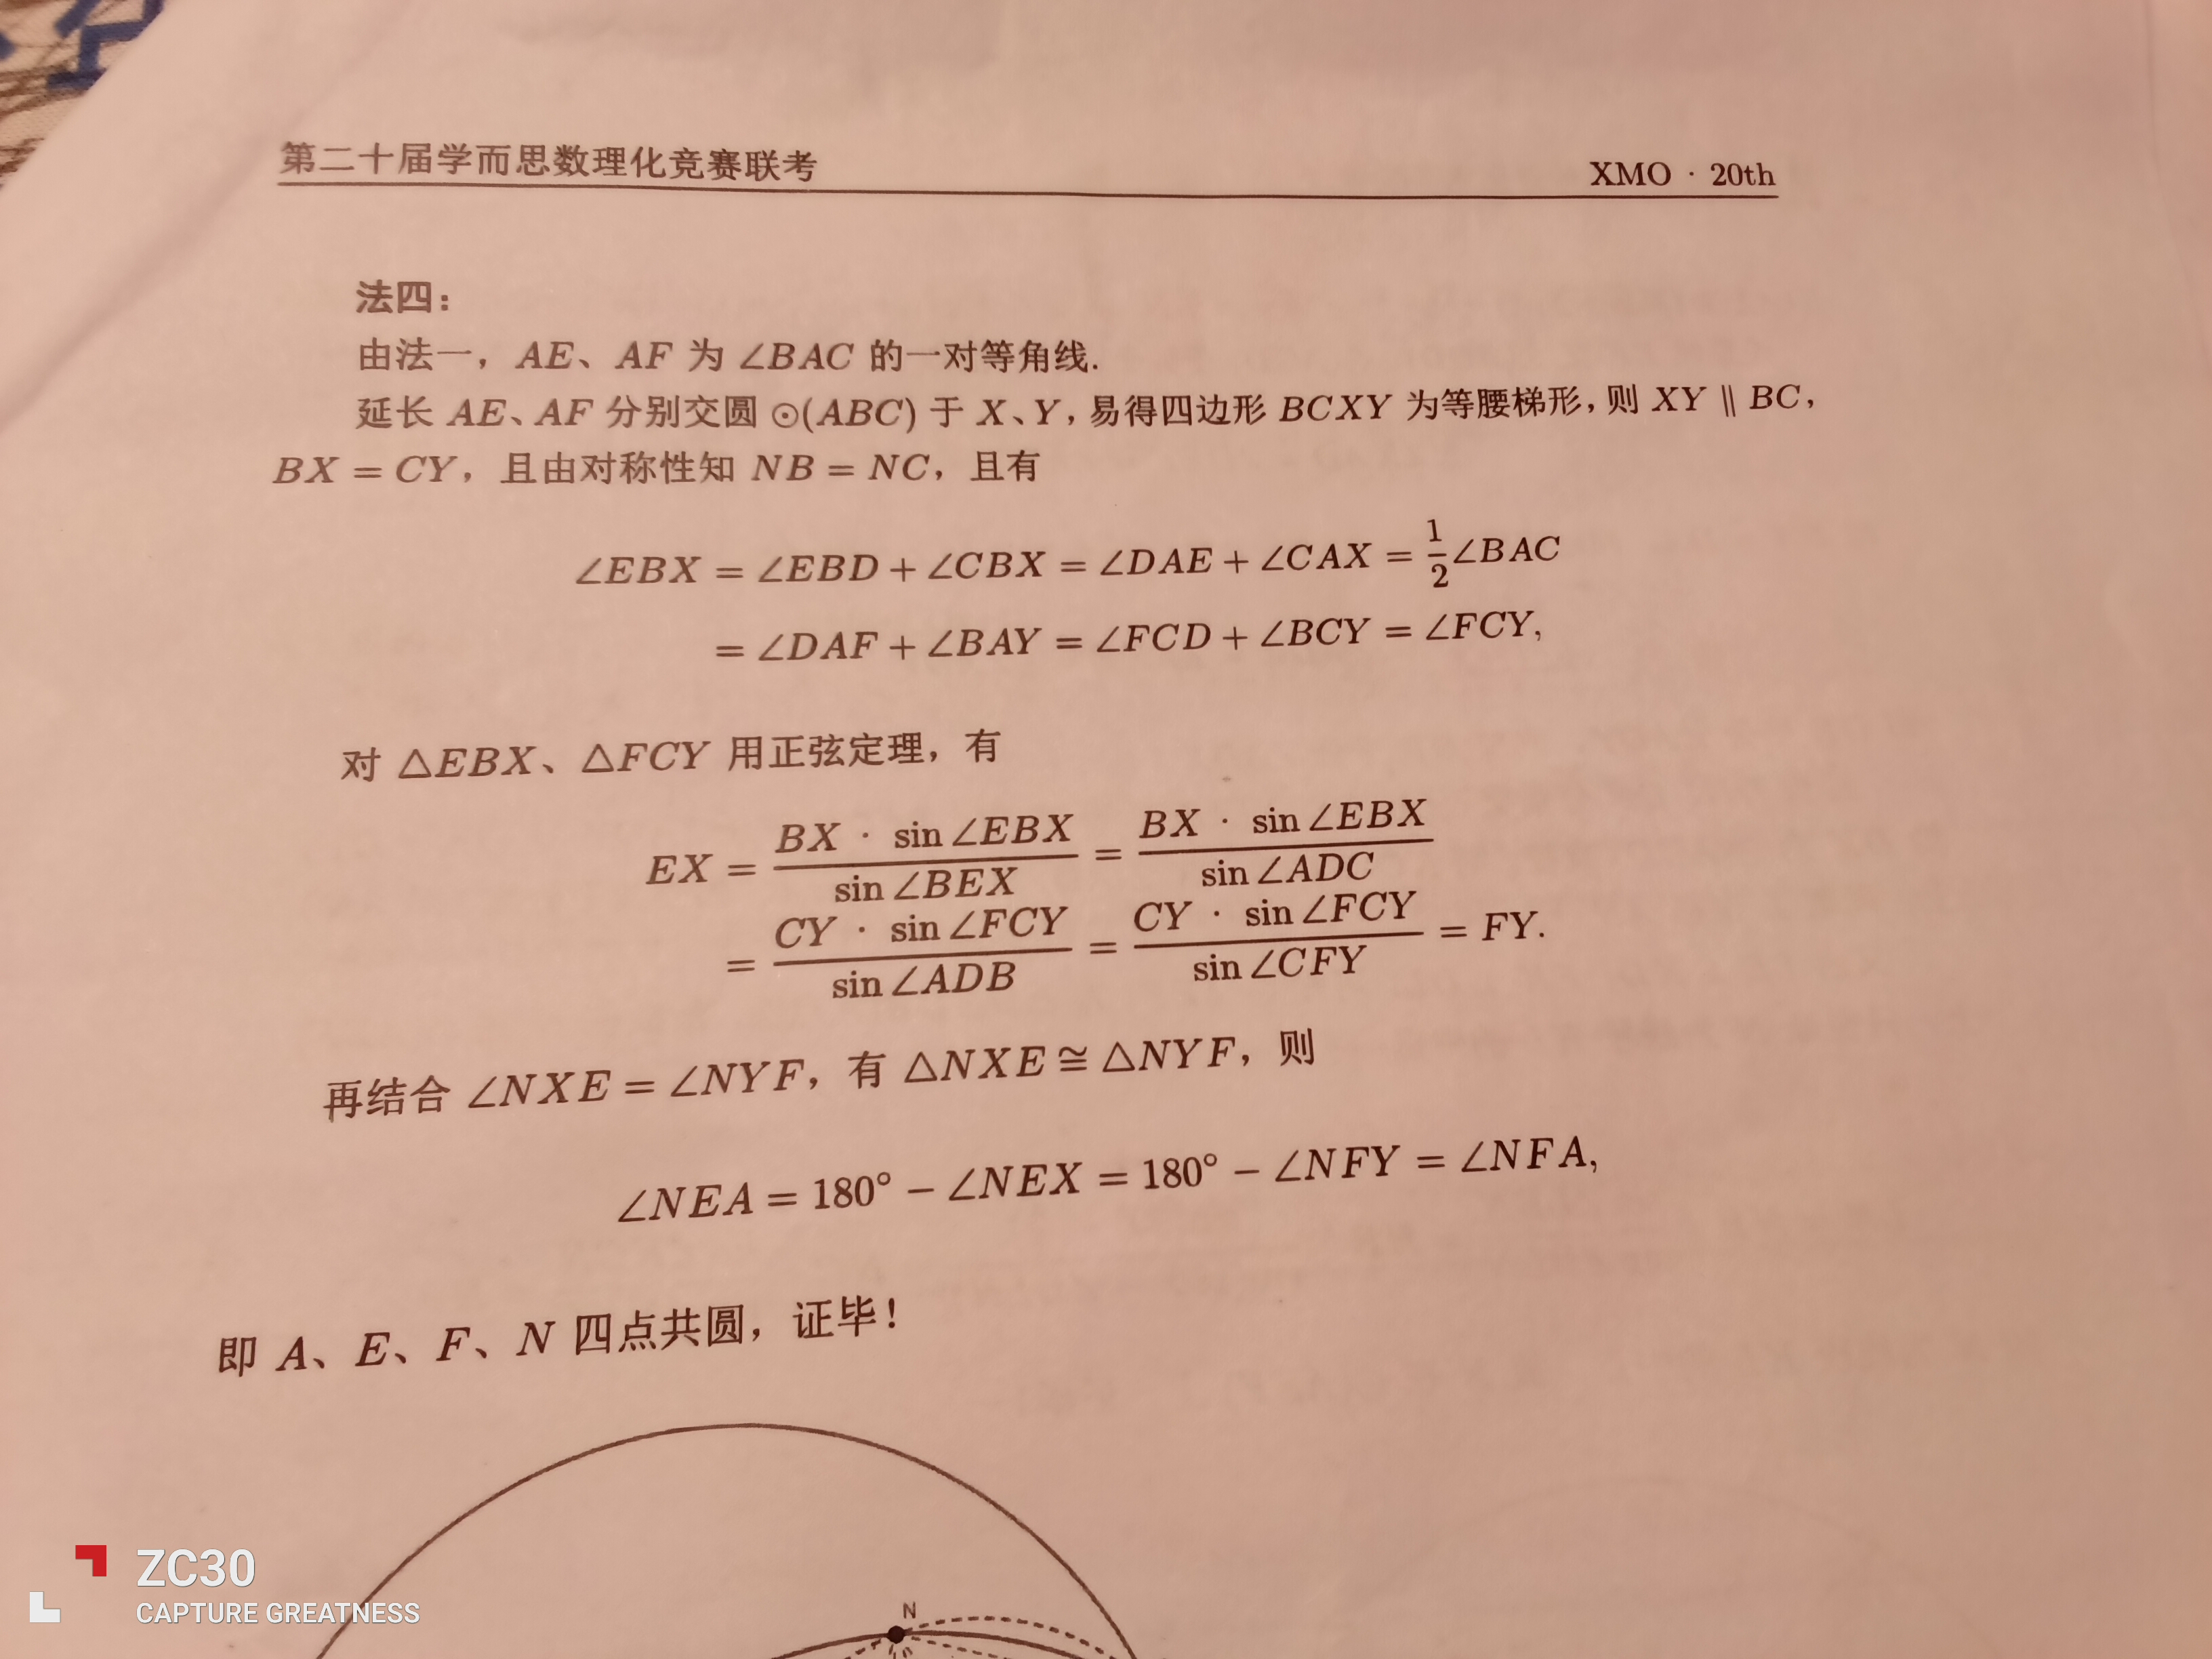 第二十届学而思数理化竞赛联考 XMO · 20th
法四：
由法一，AE、AF 为 ∠BAC 的一对等角线.
延长 AE、AF 分别交圆 ⊙(ABC) 于 X、Y，易得四边形 BCXY 为等腰梯形，则 XY ∥ BC，
BX = CY，且由对称性知 NB = NC，且有
∠EBX = ∠EBD + ∠CBX = ∠DAE + ∠CAX = \frac{1}{2}∠BAC
= ∠DAF + ∠BAY = ∠FCD + ∠BCY = ∠FCY,
对 △EBX、△FCY 用正弦定理，有
EX = \frac{BX · sin ∠EBX}{sin ∠BEX} = \frac{BX · sin ∠EBX}{sin ∠ADC}
= \frac{CY · sin ∠FCY}{sin ∠ADB} = \frac{CY · sin ∠FCY}{sin ∠CFY} = FY.
再结合 ∠NXE = ∠NYF，有 △NXE ≅ △NYF，则
∠NEA = 180° − ∠NEX = 180° − ∠NFY = ∠NFA,
即 A、E、F、N 四点共圆，证毕！
N
ZC30
CAPTURE GREATNESS